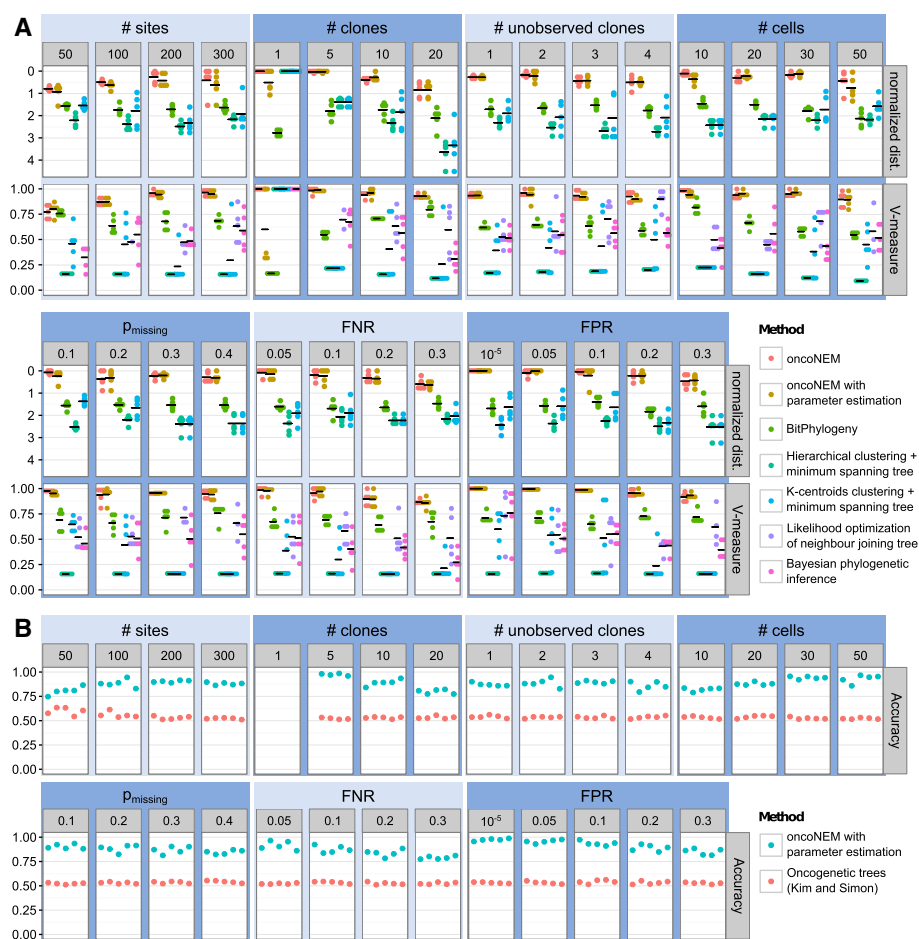 A
# sites
# clones
# unobserved clones
# cells
50 100 200 300 1 5 10 20 1 2 3 4 10 20 30 50
0
1
2
3
4
normalized dist.
1.00
0.75
0.50
0.25
0.00
V-measure
pmissing
FNR
FPR
0.1 0.2 0.3 0.4 0.05 0.1 0.2 0.3 10-5 0.05 0.1 0.2 0.3
0
1
2
3
4
normalized dist.
1.00
0.75
0.50
0.25
0.00
V-measure
Method
oncoNEM
oncoNEM with
parameter estimation
BitPhylogeny
Hierarchical clustering +
minimum spanning tree
K-centroids clustering +
minimum spanning tree
Likelihood optimization
of neighbour joining tree
Bayesian phylogenetic
inference
B
# sites
# clones
# unobserved clones
# cells
50 100 200 300 1 5 10 20 1 2 3 4 10 20 30 50
1.00
0.75
0.50
0.25
0.00
Accuracy
pmissing
FNR
FPR
0.1 0.2 0.3 0.4 0.05 0.1 0.2 0.3 10-5 0.05 0.1 0.2 0.3
1.00
0.75
0.50
0.25
0.00
Accuracy
Method
oncoNEM with
parameter estimation
Oncogenetic trees
(Kim and Simon)